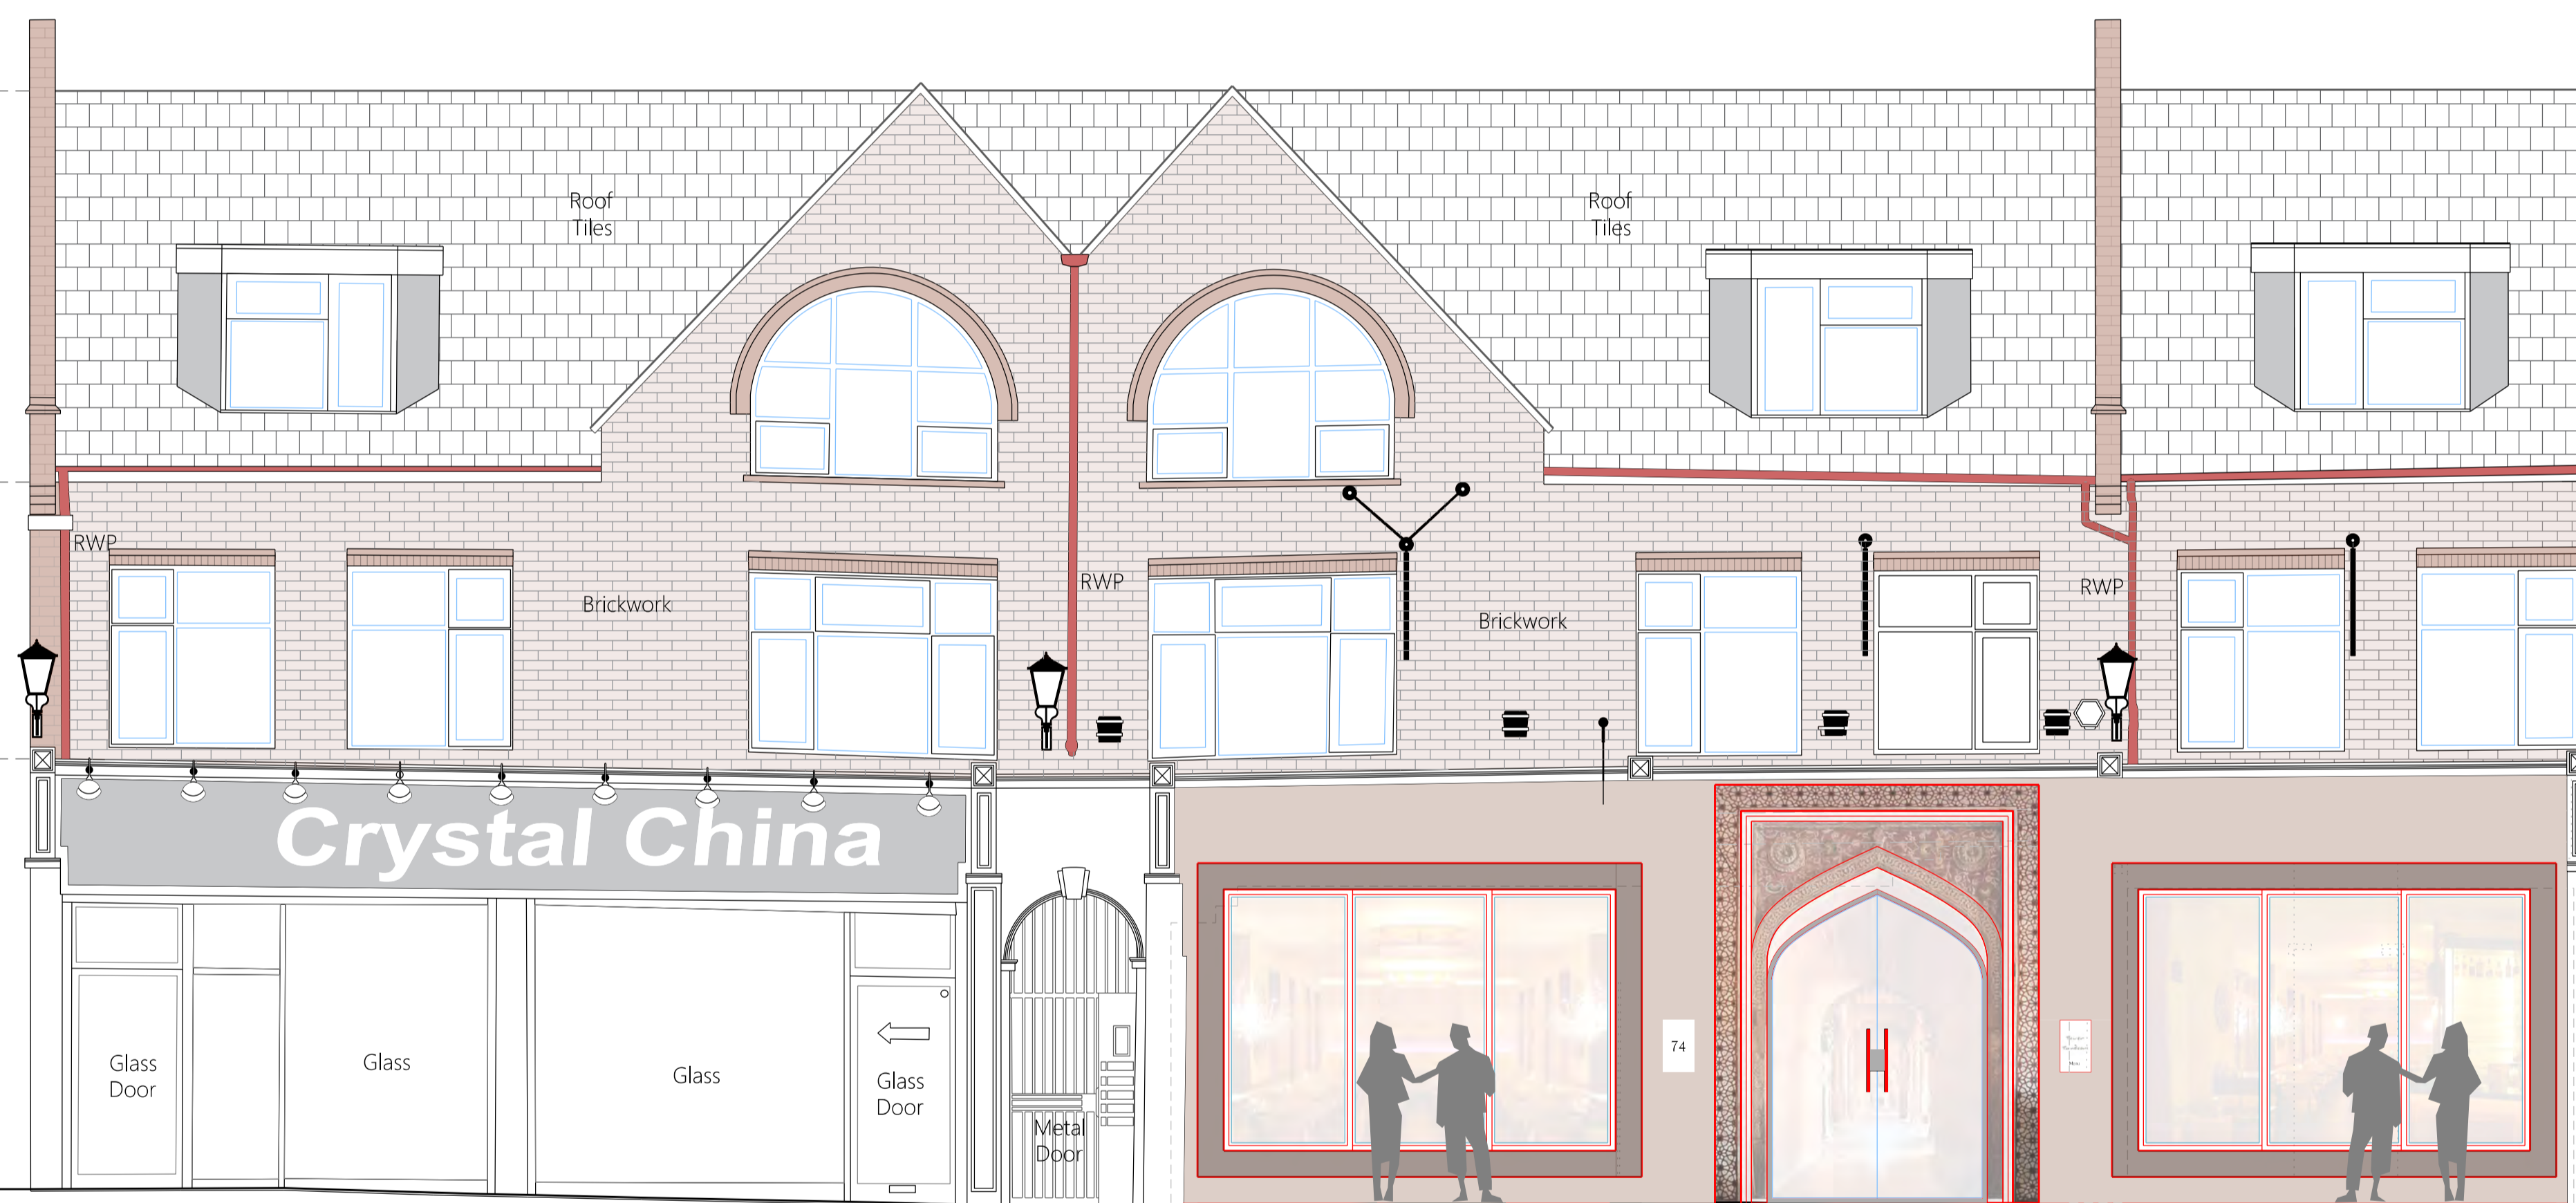 Roof
Tiles
Roof
Tiles
RWP
Brickwork
RWP
Brickwork
RWP
Crystal China
Glass
Door
Glass
Glass
Glass
Door
Metal
Door
74
Menu